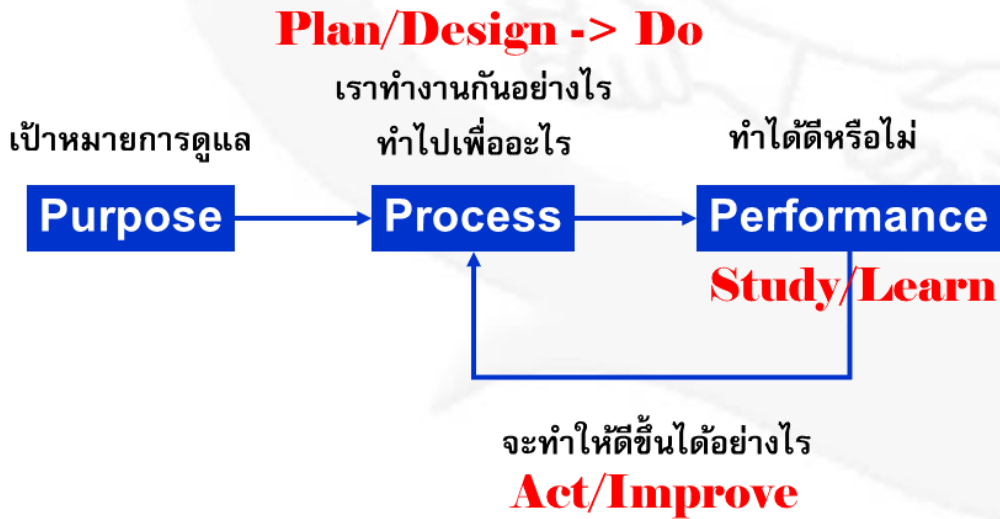 Plan/Design -> Do
เราทำงานกันอย่างไร
ทำไปเพื่ออะไร
เป้าหมายการดูแล
ทำได้ดีหรือไม่
Purpose
Process
Performance
Study/Learn
จะทำให้ดีขึ้นได้อย่างไร
Act/Improve